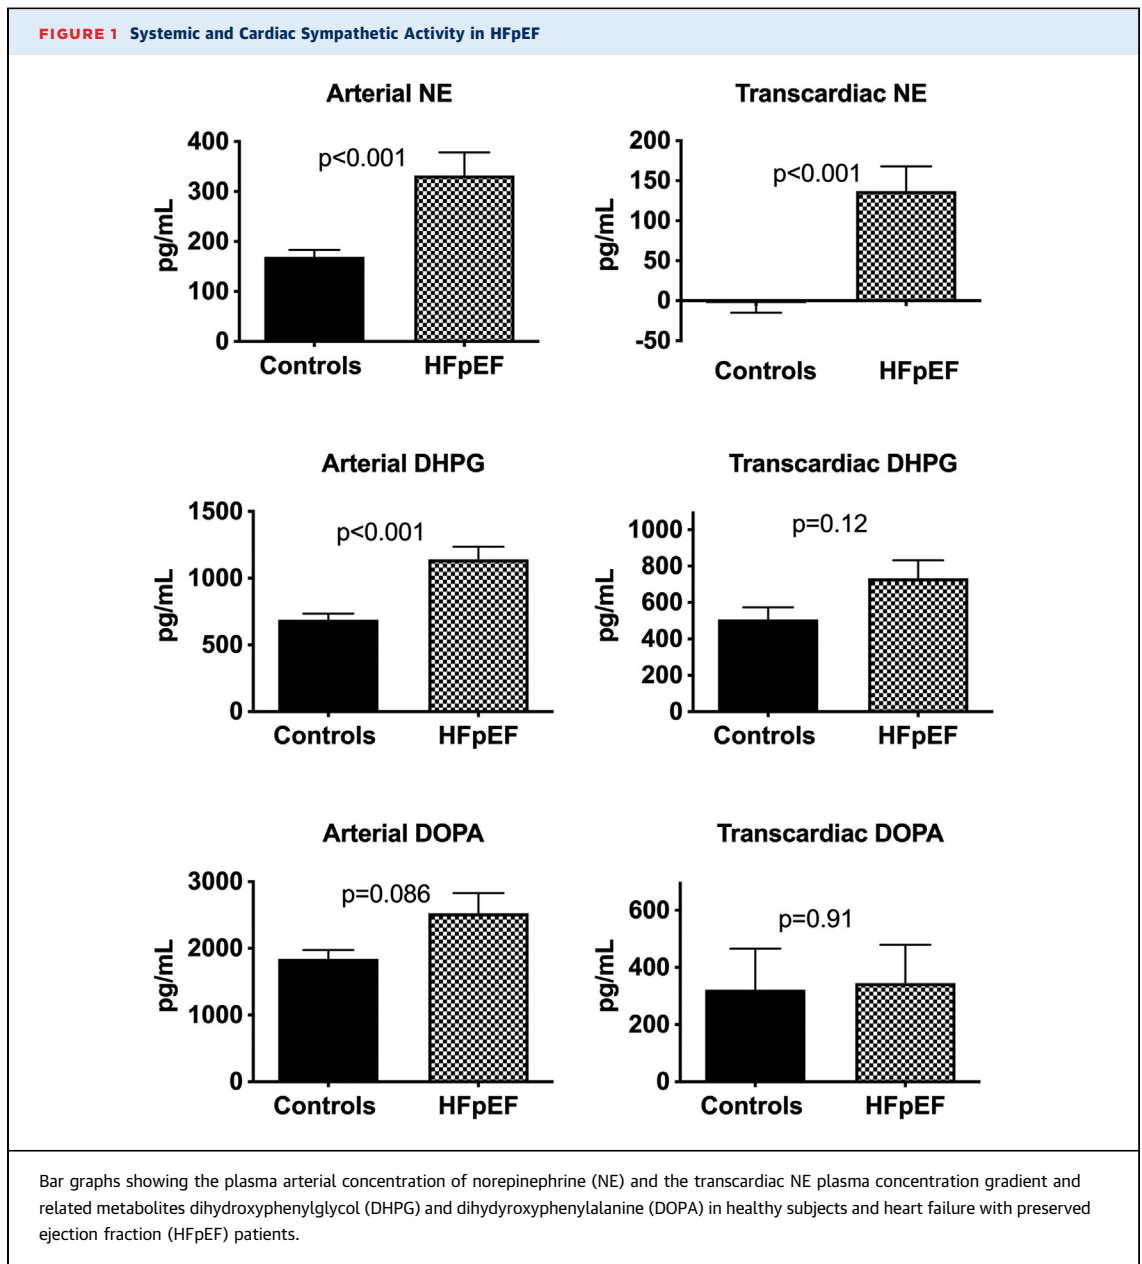 FIGURE 1 Systemic and Cardiac Sympathetic Activity in HFpEF
Arterial NE
400
300
200
100
0
pg/mL
p<0.001
Controls
HFpEF
Transcardiac NE
200
150
100
50
0
-50
pg/mL
p<0.001
Controls
HFpEF
Arterial DHPG
1500
1000
500
0
pg/mL
p<0.001
Controls
HFpEF
Transcardiac DHPG
1000
800
600
400
200
0
pg/mL
p=0.12
Controls
HFpEF
Arterial DOPA
3000
2000
1000
0
pg/mL
p=0.086
Controls
HFpEF
Transcardiac DOPA
600
400
200
0
pg/mL
p=0.91
Controls
HFpEF
Bar graphs showing the plasma arterial concentration of norepinephrine (NE) and the transcardiac NE plasma concentration gradient and
related metabolites dihydroxyphenylglycol (DHPG) and dihydyroxyphenylalanine (DOPA) in healthy subjects and heart failure with preserved
ejection fraction (HFpEF) patients.